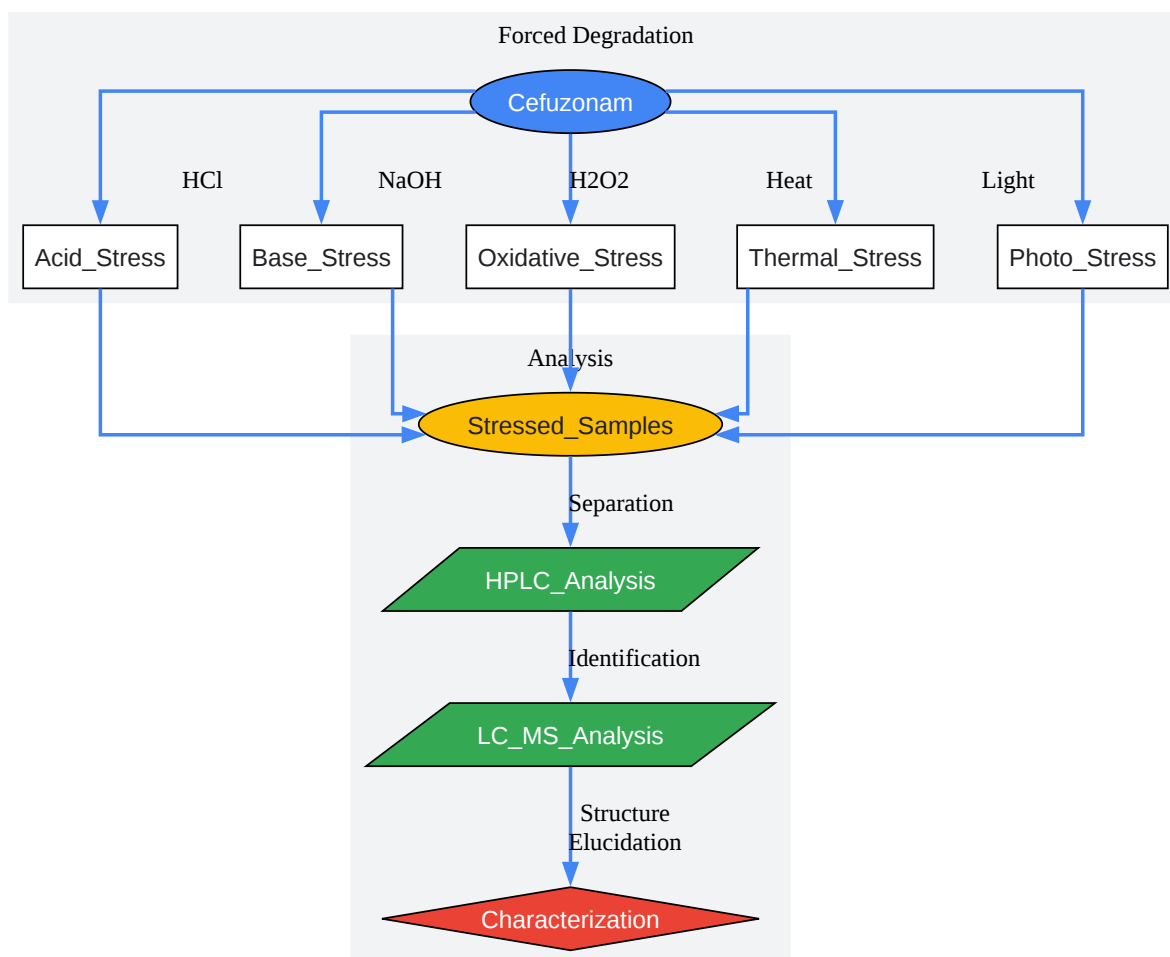 Forced Degradation
Cefuzonam
HCl
NaOH
H2O2
Heat
Light
Acid_Stress
Base_Stress
Oxidative_Stress
Thermal_Stress
Photo_Stress
Analysis
Stressed_Samples
Separation
HPLC_Analysis
Identification
LC_MS_Analysis
Structure
Elucidation
Characterization